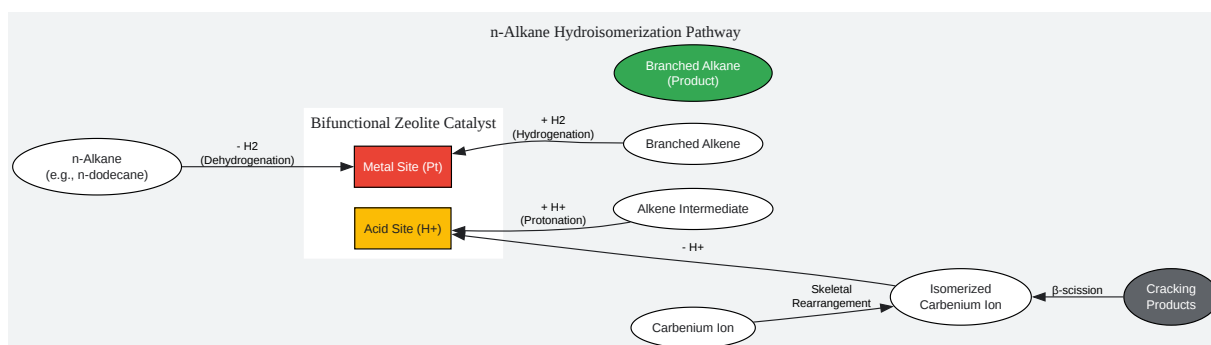 n-Alkane Hydroisomerization Pathway
Branched Alkane
(Product)
Bifunctional Zeolite Catalyst
+ H2
(Hydrogenation)
Branched Alkene
- H2
(Dehydrogenation)
n-Alkane
(e.g., n-dodecane)
Metal Site (Pt)
Alkene Intermediate
+ H+
(Protonation)
Acid Site (H+)
- H+
Skeletal
Rearrangement
Isomerized
Carbenium Ion
β-scission
Cracking
Products
Carbenium Ion